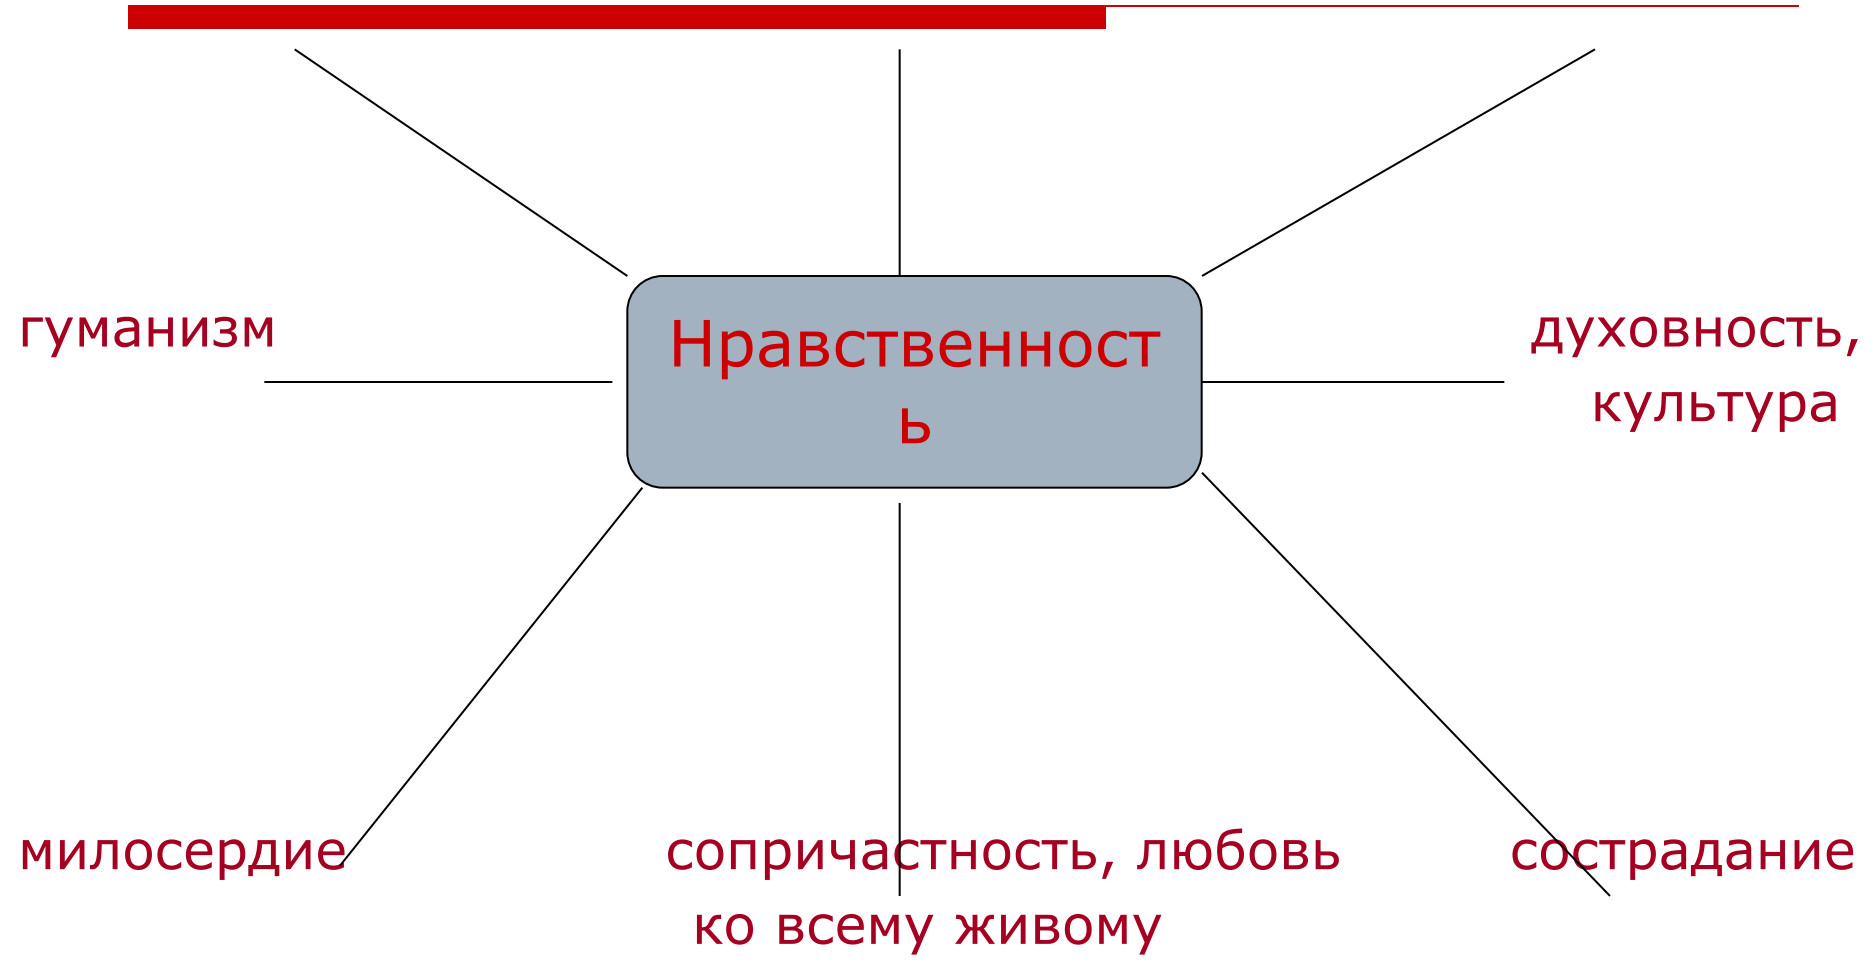 гуманизм
Нравственност
ь
духовность,
культура
милосердие
сопричастность, любовь
ко всему живому
сострадание